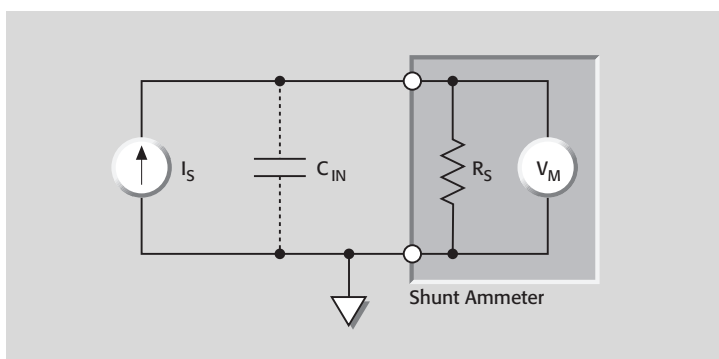 I_S
C_IN
R_S
V_M
Shunt Ammeter